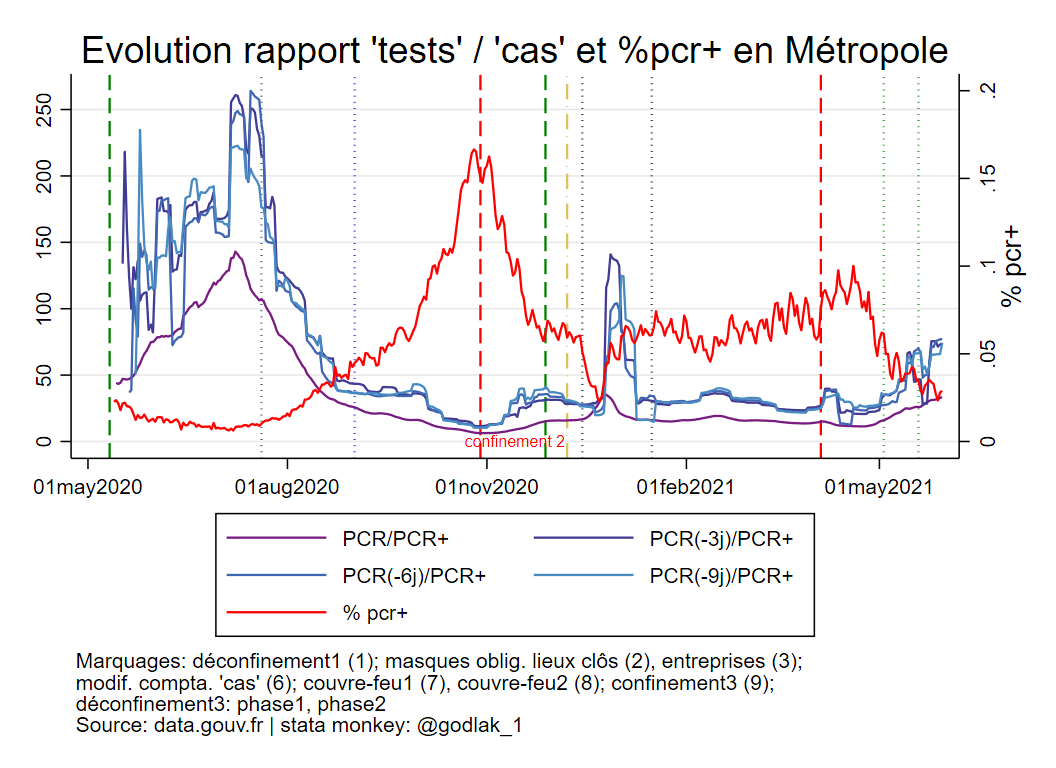 Evolution rapport 'tests' / 'cas' et %pcr+ en Métropole
250
200
150
100
50
0
.2
.15
.1
.05
0
% pcr+
confinement 2
01may2020 01aug2020 01nov2020 01feb2021 01may2021
PCR/PCR+ PCR(-3j)/PCR+
PCR(-6j)/PCR+ PCR(-9j)/PCR+
% pcr+
Marquages: déconfinement1 (1); masques oblig. lieux clôs (2), entreprises (3);
modif. compta. 'cas' (6); couvre-feu1 (7), couvre-feu2 (8); confinement3 (9);
déconfinement3: phase1, phase2
Source: data.gouv.fr | stata monkey: @godlak_1